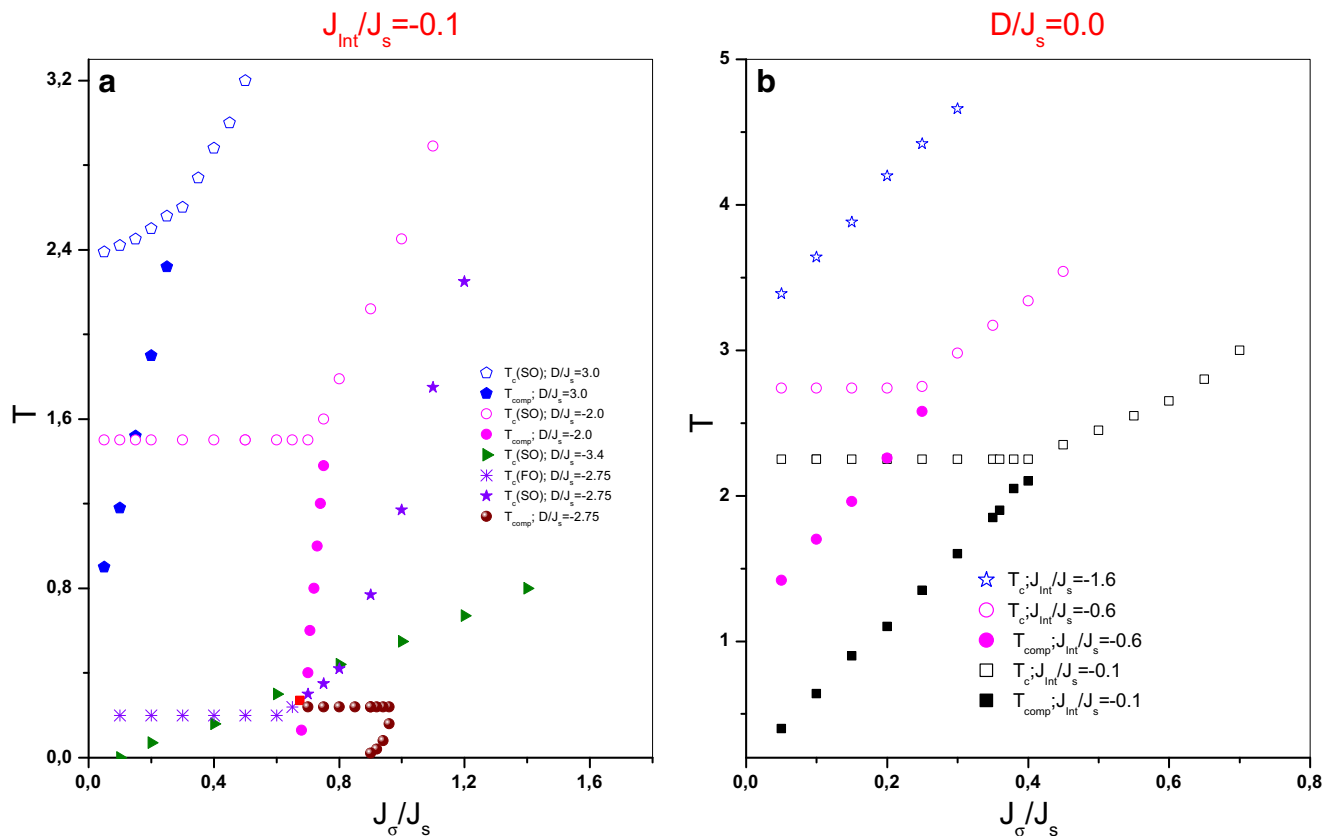 J_Int/J_s=-0.1
a
3,2
2,4
1,6
0,8
0,0
T
T_c(SO); D/J_s=3.0
T_comp; D/J_s=3.0
T_c(SO); D/J_s=-2.0
T_comp; D/J_s=-2.0
T_c(SO); D/J_s=-3.4
T_c(FO); D/J_s=-2.75
T_c(SO); D/J_s=-2.75
T_comp; D/J_s=-2.75
0,0 0,4 0,8 1,2 1,6
J_σ/J_s
D/J_s=0.0
b
5
4
3
2
1
T
T_c;J_Int/J_s=-1.6
T_c;J_Int/J_s=-0.6
T_comp;J_Int/J_s=-0.6
T_c;J_Int/J_s=-0.1
T_comp;J_Int/J_s=-0.1
0,0 0,2 0,4 0,6 0,8
J_σ/J_s